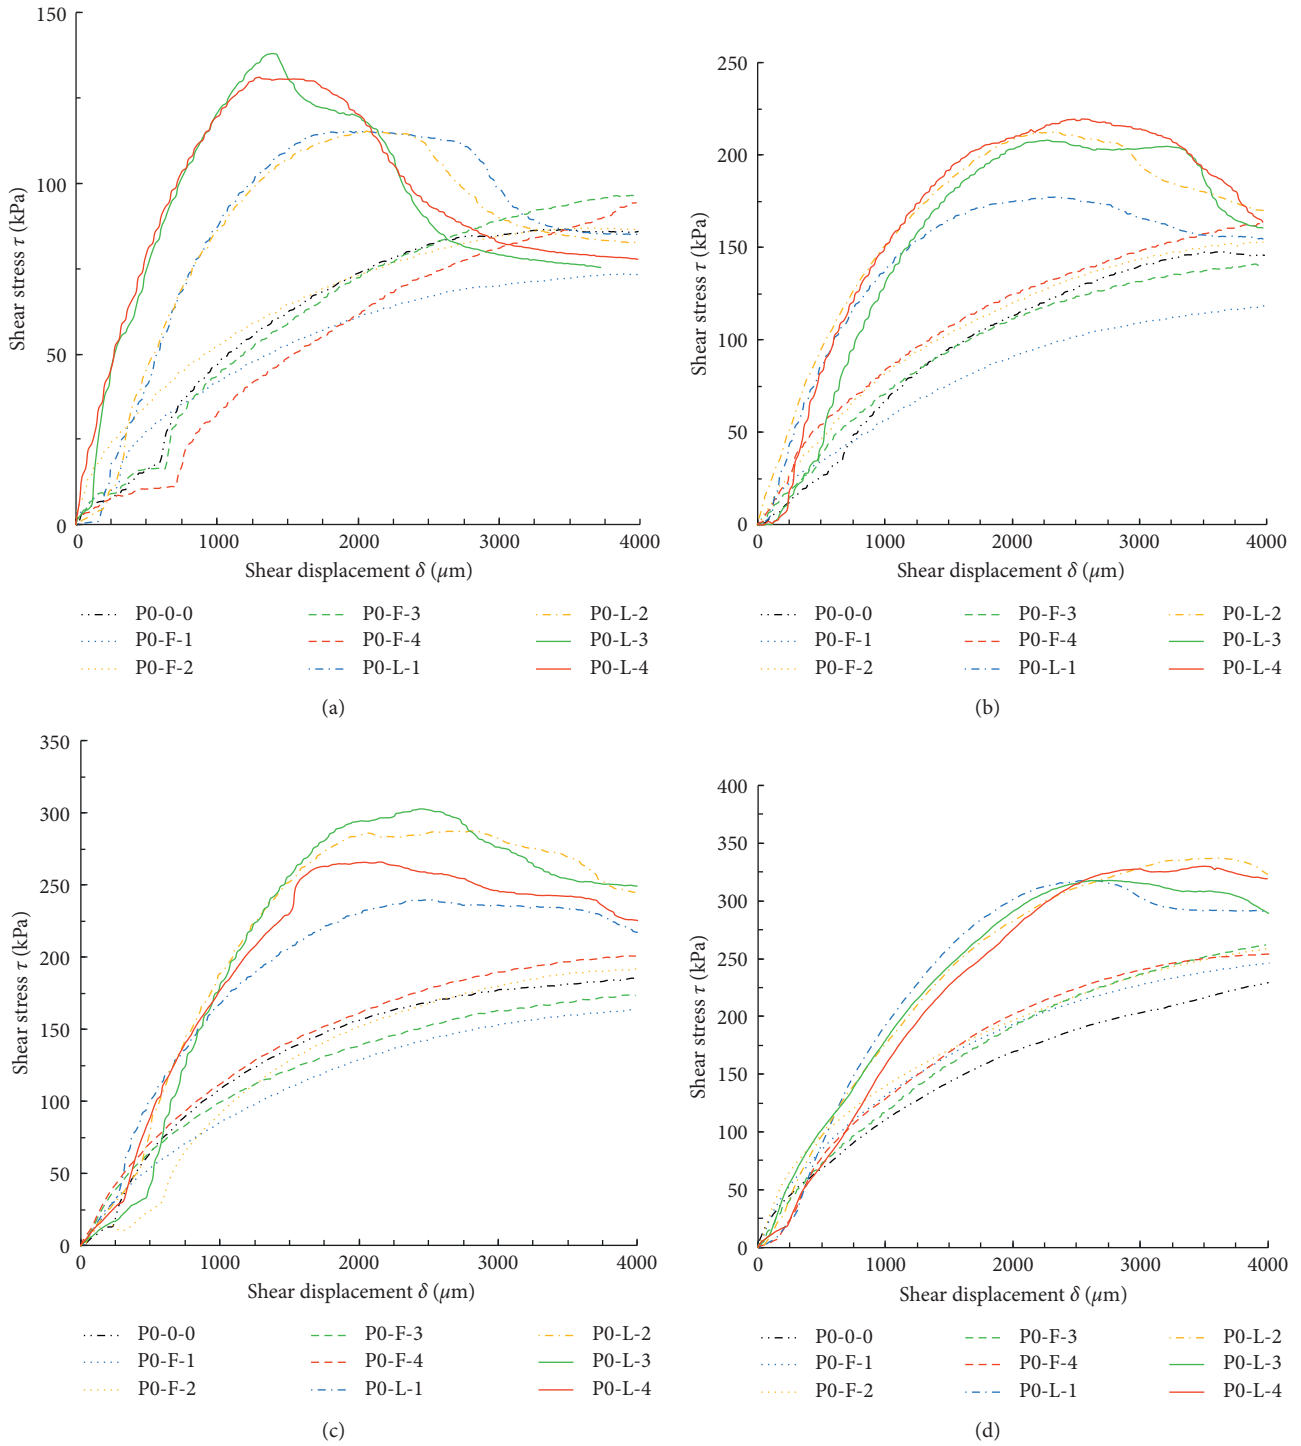 150
100
50
0
Shear stress τ (kPa)
0 1000 2000 3000 4000
Shear displacement δ (μm)
P0-0-0 P0-F-3 P0-L-2
P0-F-1 P0-F-4 P0-L-3
P0-F-2 P0-L-1 P0-L-4
(a)
250
200
150
100
50
0
Shear stress τ (kPa)
0 1000 2000 3000 4000
Shear displacement δ (μm)
P0-0-0 P0-F-3 P0-L-2
P0-F-1 P0-F-4 P0-L-3
P0-F-2 P0-L-1 P0-L-4
(b)
350
300
250
200
150
100
50
0
Shear stress τ (kPa)
0 1000 2000 3000 4000
Shear displacement δ (μm)
P0-0-0 P0-F-3 P0-L-2
P0-F-1 P0-F-4 P0-L-3
P0-F-2 P0-L-1 P0-L-4
(c)
400
350
300
250
200
150
100
50
0
Shear stress τ (kPa)
0 1000 2000 3000 4000
Shear displacement δ (μm)
P0-0-0 P0-F-3 P0-L-2
P0-F-1 P0-F-4 P0-L-3
P0-F-2 P0-L-1 P0-L-4
(d)